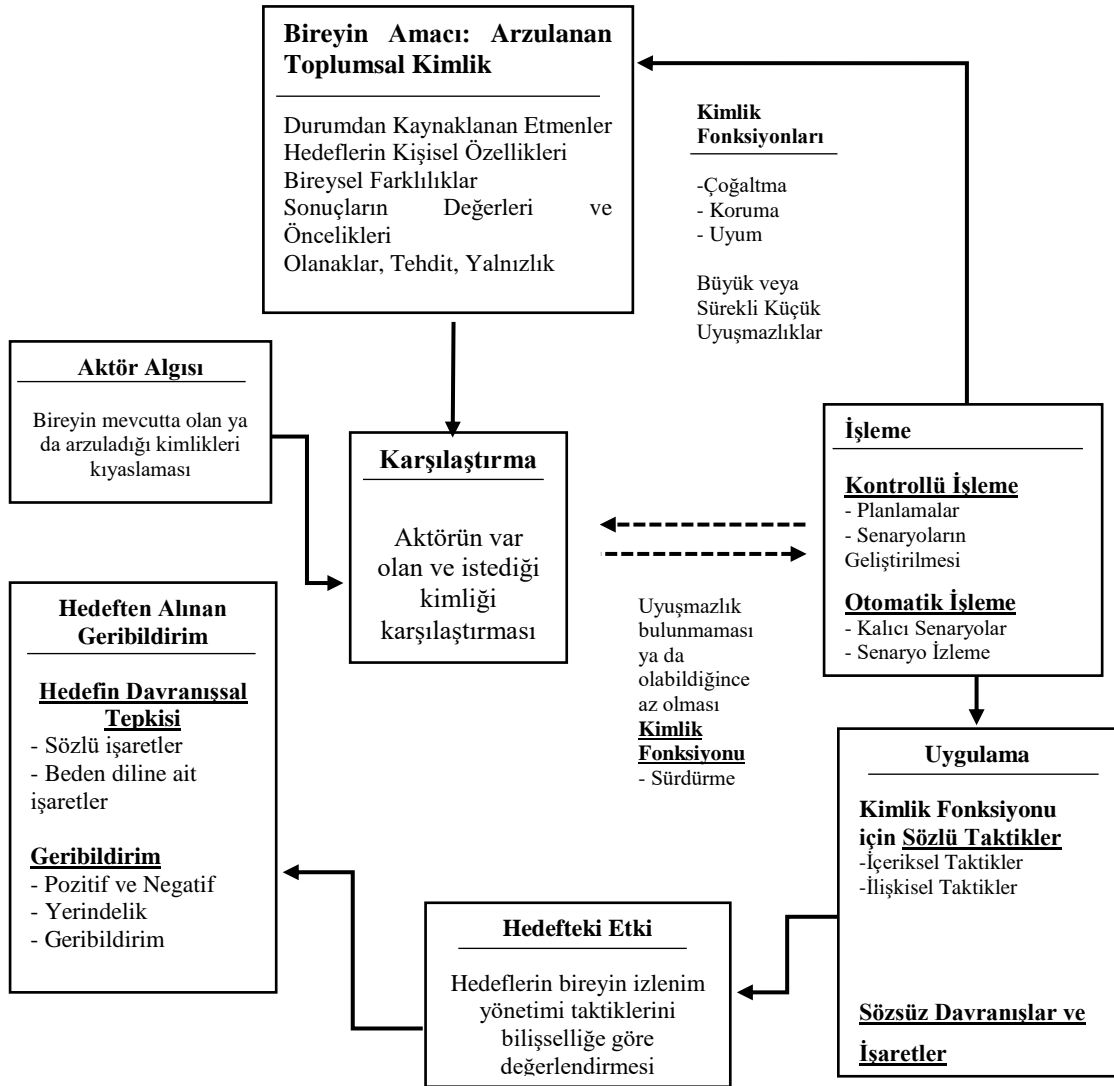 Bireyin Amacı: Arzulanan
Toplumsal Kimlik
Durumdan Kaynaklanan Etmenler
Hedeflerin Kişisel Özellikleri
Bireysel Farklılıklar
Sonuçların Değerleri ve
Öncelikleri
Olanaklar, Tehdit, Yalnızlık
Kimlik
Fonksiyonları
-Çoğaltma
- Koruma
- Uyum
Büyük veya
Sürekli Küçük
Uyuşmazlıklar
Aktör Algısı
Bireyin mevcutta olan ya
da arzuladığı kimlikleri
kıyaslaması
Karşılaştırma
Aktörün var
olan ve istediği
kimliği
karşılaştırması
İşleme
Kontrollü İşleme
- Planlamalar
- Senaryoların
Geliştirilmesi
Otomatik İşleme
- Kalıcı Senaryolar
- Senaryo İzleme
Uyuşmazlık
bulunmaması
ya da
olabildiğince
az olması
Kimlik
Fonksiyonu
- Sürdürme
Hedeften Alınan
Geribildirim
Hedefin Davranışsal
Tepkisi
- Sözlü işaretler
- Beden diline ait
işaretler
Geribildirim
- Pozitif ve Negatif
- Yerindelik
- Geribildirim
Uygulama
Kimlik Fonksiyonu
için Sözlü Taktikler
-İçeriksel Taktikler
-İlişkisel Taktikler
Sözsüz Davranışlar ve
İşaretler
Hedefteki Etki
Hedeflerin bireyin izlenim
yönetimi taktiklerini
bilişselliğe göre
değerlendirmesi